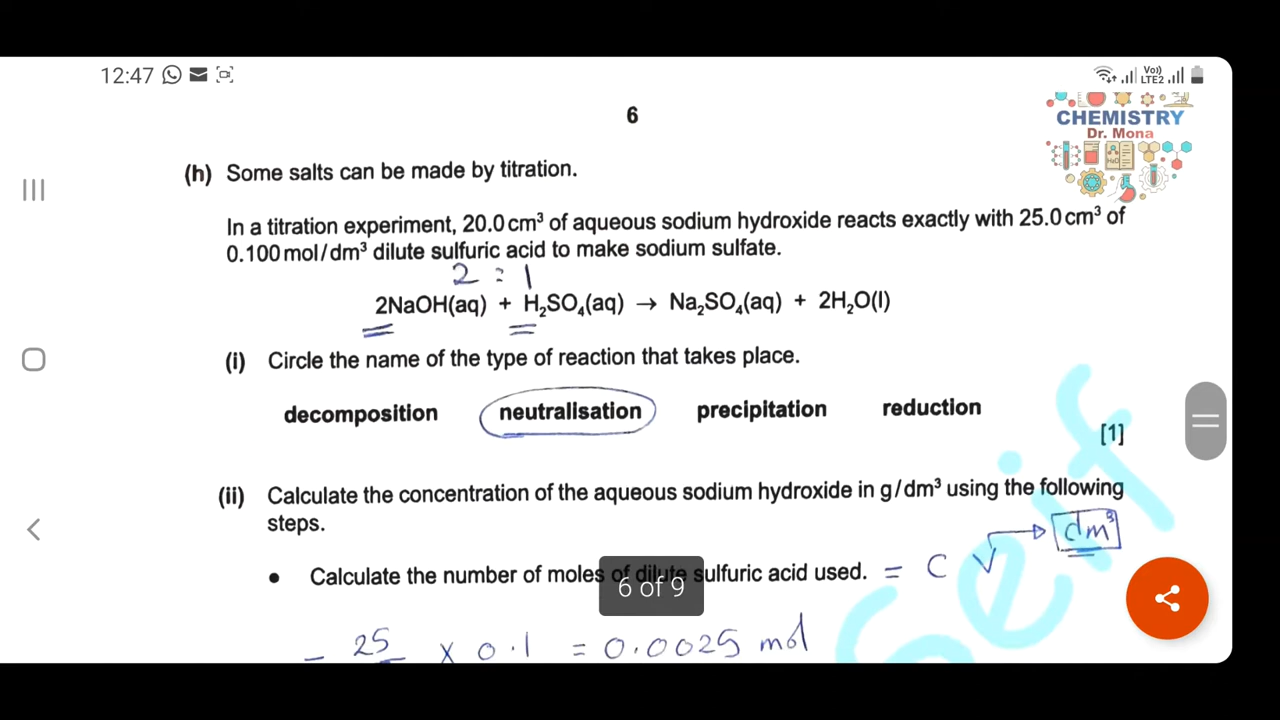 12:47
Vo)) LTE2
6
CHEMISTRY
Dr. Mona
(h) Some salts can be made by titration.
In a titration experiment, 20.0 cm³ of aqueous sodium hydroxide reacts exactly with 25.0 cm³ of
0.100 mol/dm³ dilute sulfuric acid to make sodium sulfate.
2 : 1
2NaOH(aq) + H₂SO₄(aq) → Na₂SO₄(aq) + 2H₂O(l)
(i) Circle the name of the type of reaction that takes place.
decomposition neutralisation precipitation reduction
[1]
(ii) Calculate the concentration of the aqueous sodium hydroxide in g/dm³ using the following
steps.
dm³
• Calculate the number of moles of dilute sulfuric acid used. = C V
6 of 9
25 × 0.1 = 0.0025 mol
Seif